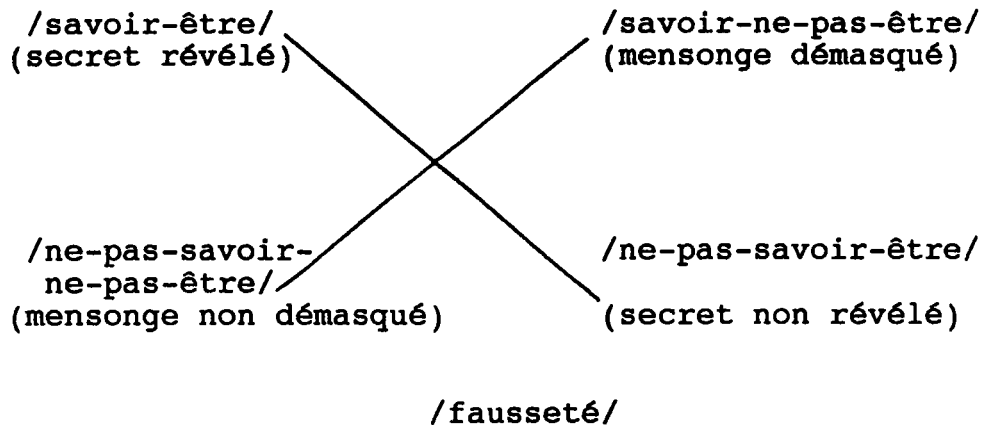 /savoir-être/
(secret révélé)
/savoir-ne-pas-être/
(mensonge démasqué)
/ne-pas-savoir-
ne-pas-être/
(mensonge non démasqué)
/ne-pas-savoir-être/
(secret non révélé)
/fausseté/